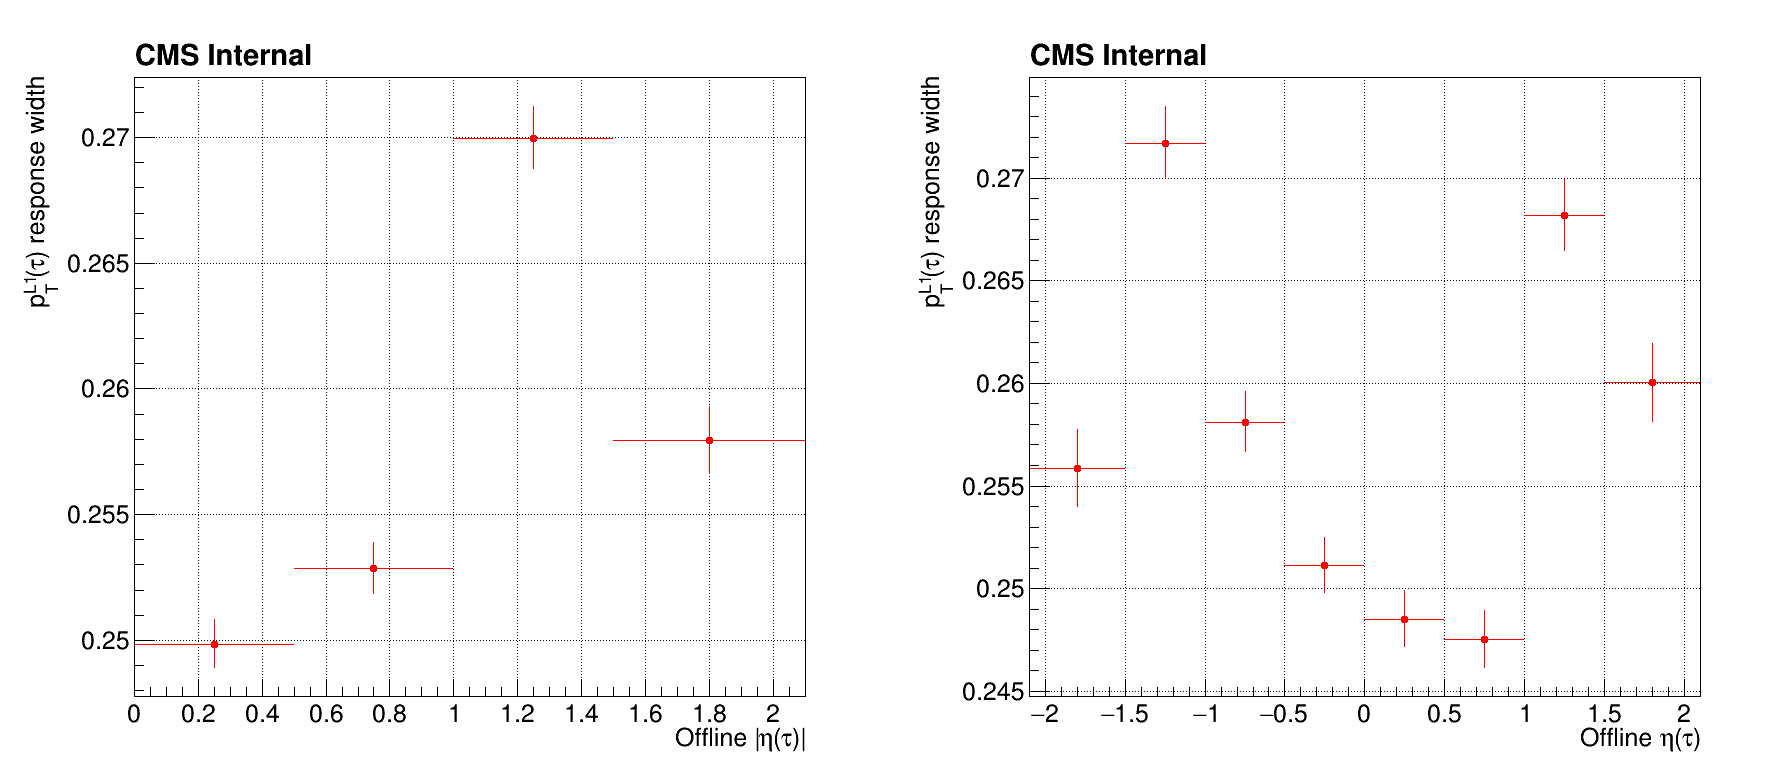 CMS Internal
p_T^L1(τ) response width
0.27
0.265
0.26
0.255
0.25
0 0.2 0.4 0.6 0.8 1 1.2 1.4 1.6 1.8 2
Offline |η(τ)|
CMS Internal
p_T^L1(τ) response width
0.27
0.265
0.26
0.255
0.25
0.245
−2 −1.5 −1 −0.5 0 0.5 1 1.5 2
Offline η(τ)